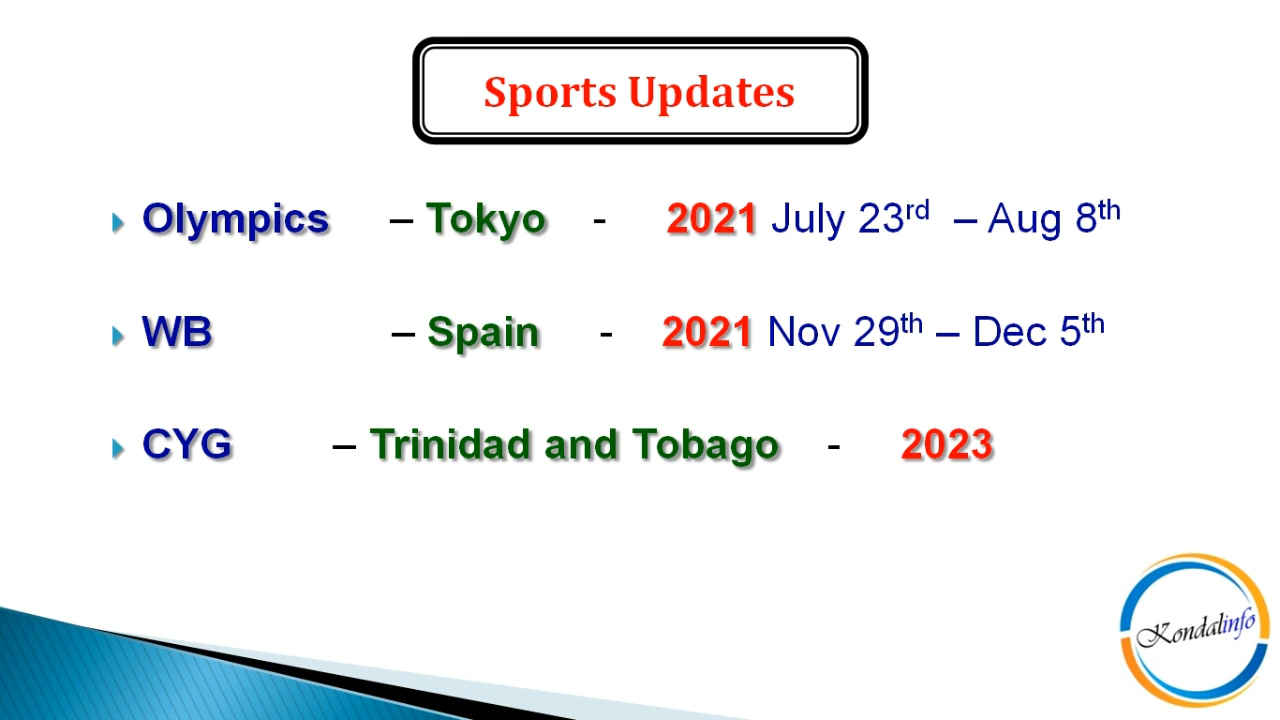 Sports Updates
Olympics – Tokyo - 2021 July 23rd – Aug 8th
WB – Spain - 2021 Nov 29th – Dec 5th
CYG – Trinidad and Tobago - 2023
Kondalinfo